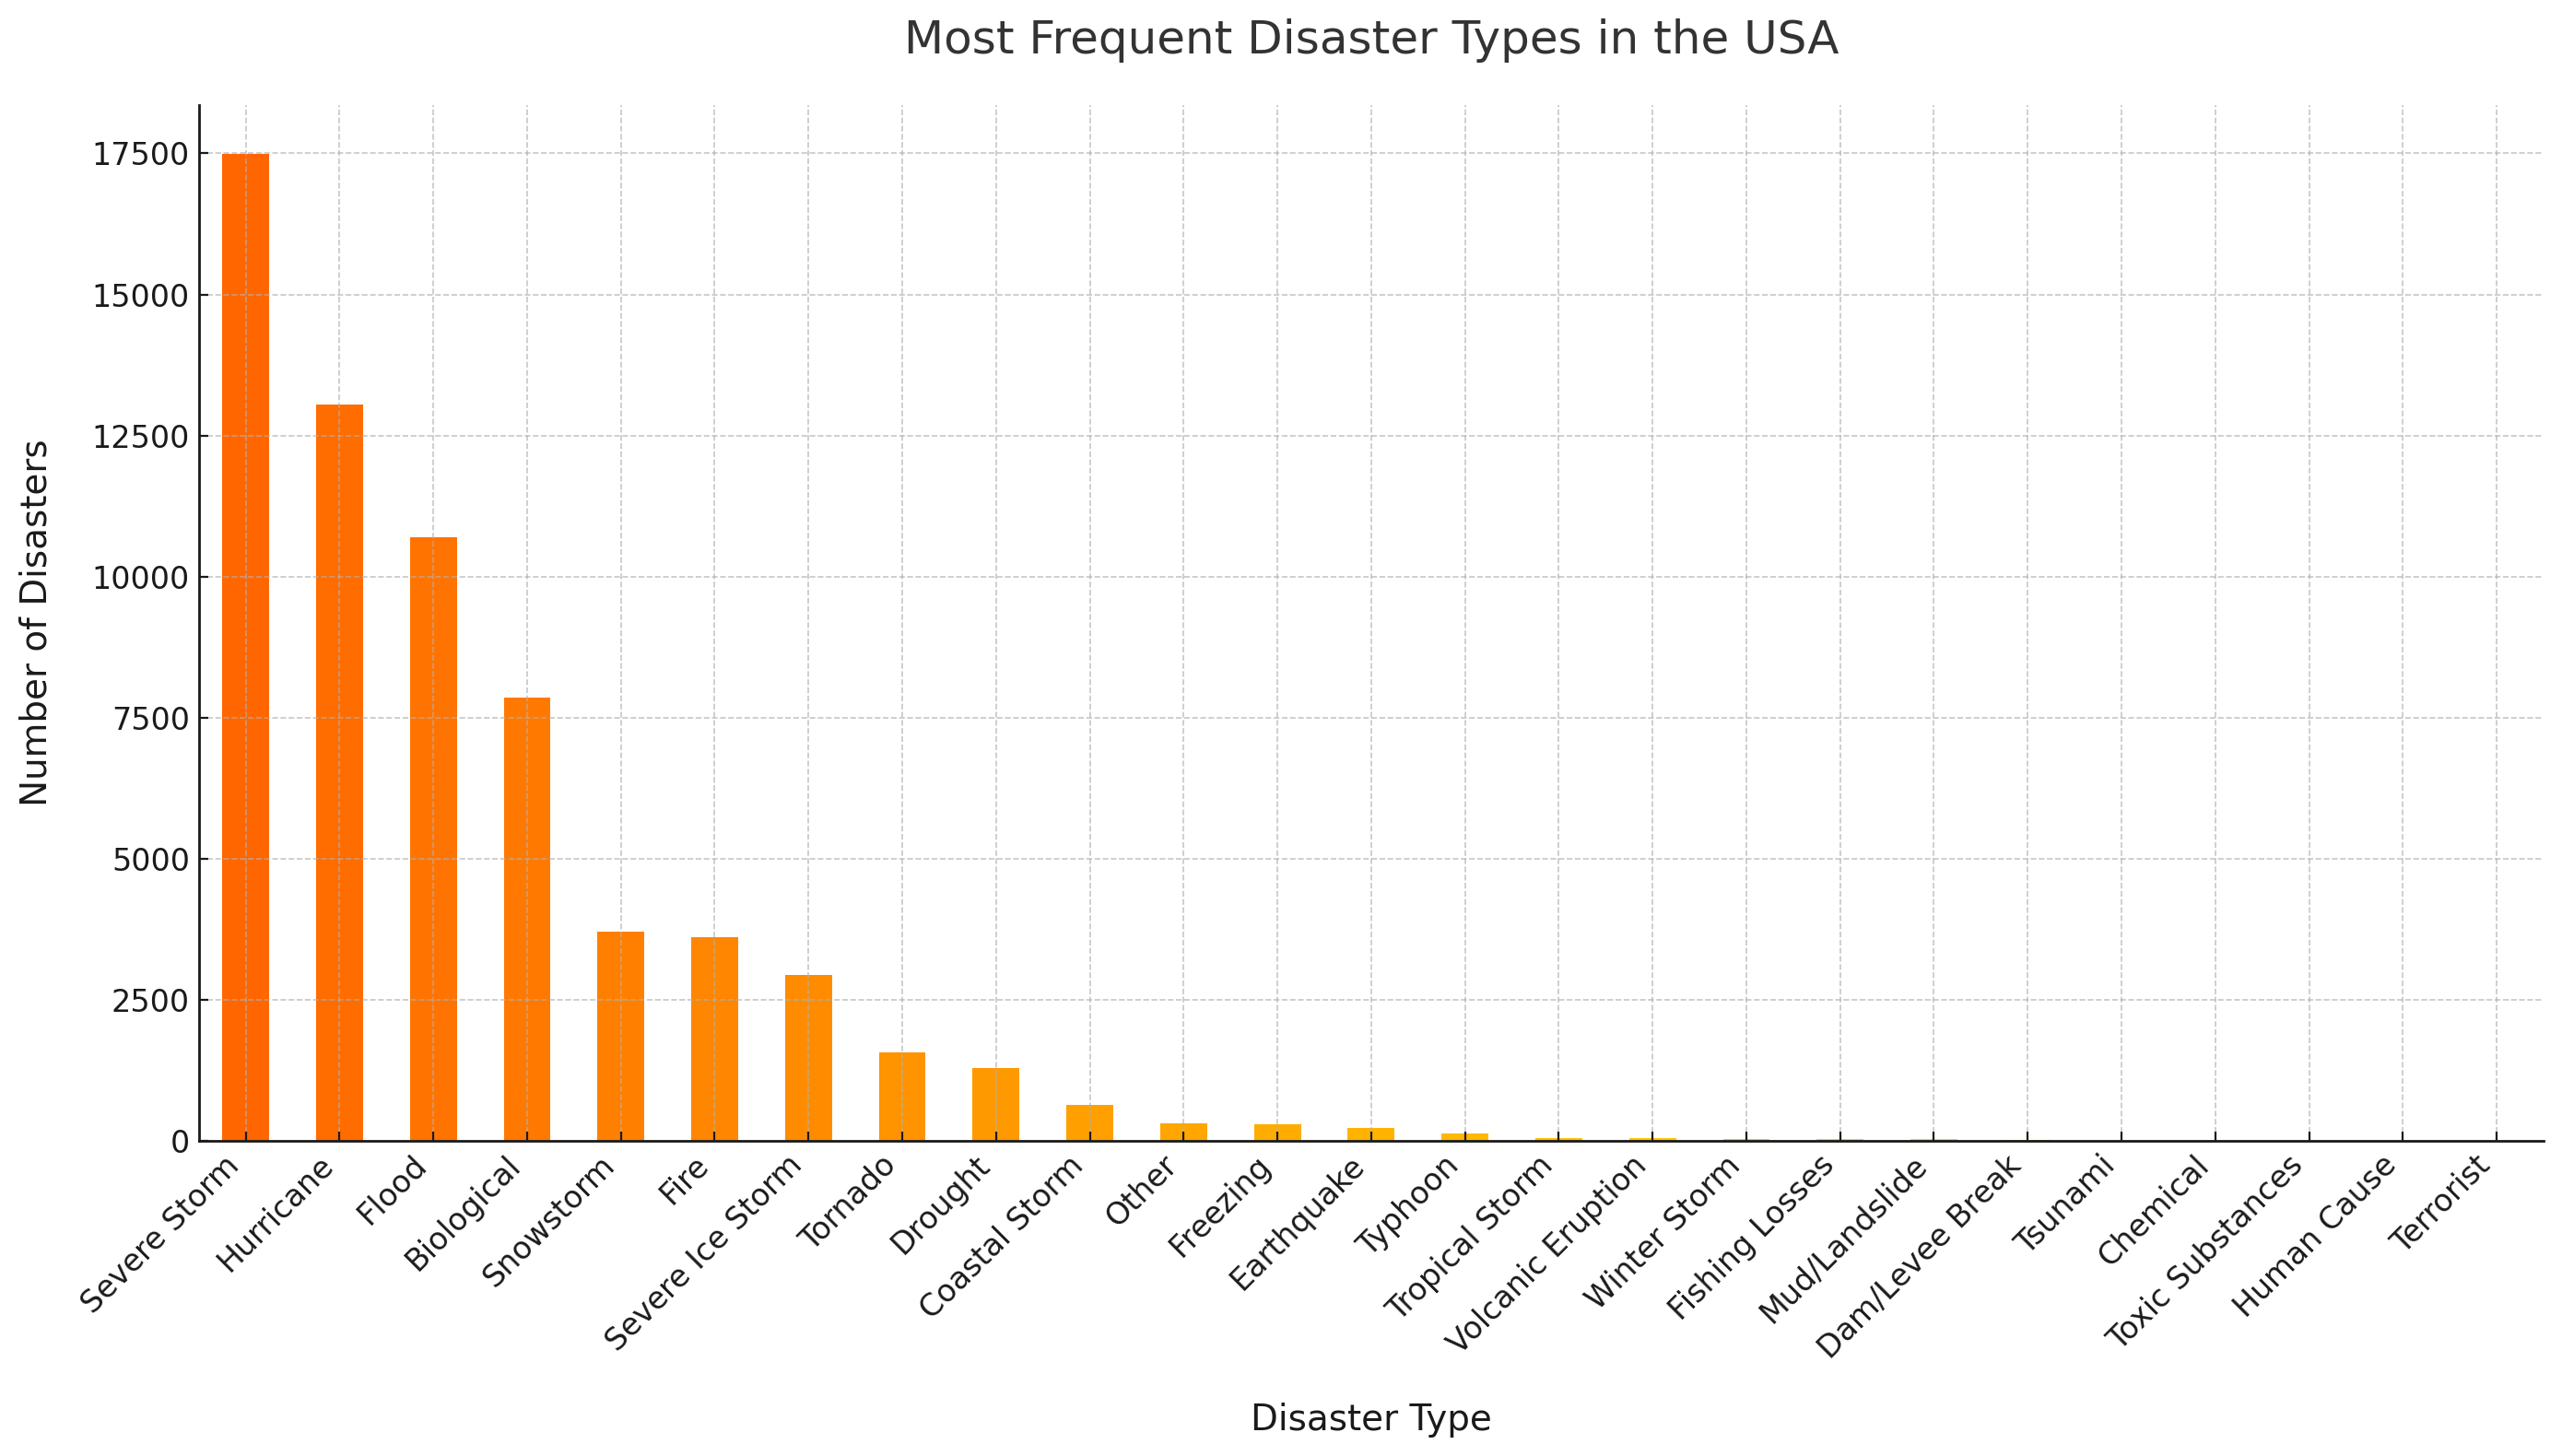 Most Frequent Disaster Types in the USA
Number of Disasters
17500
15000
12500
10000
7500
5000
2500
0
Severe Storm
Hurricane
Flood
Biological
Snowstorm
Fire
Severe Ice Storm
Tornado
Drought
Coastal Storm
Other
Freezing
Earthquake
Typhoon
Tropical Storm
Volcanic Eruption
Winter Storm
Fishing Losses
Mud/Landslide
Dam/Levee Break
Tsunami
Chemical
Toxic Substances
Human Cause
Terrorist
Disaster Type